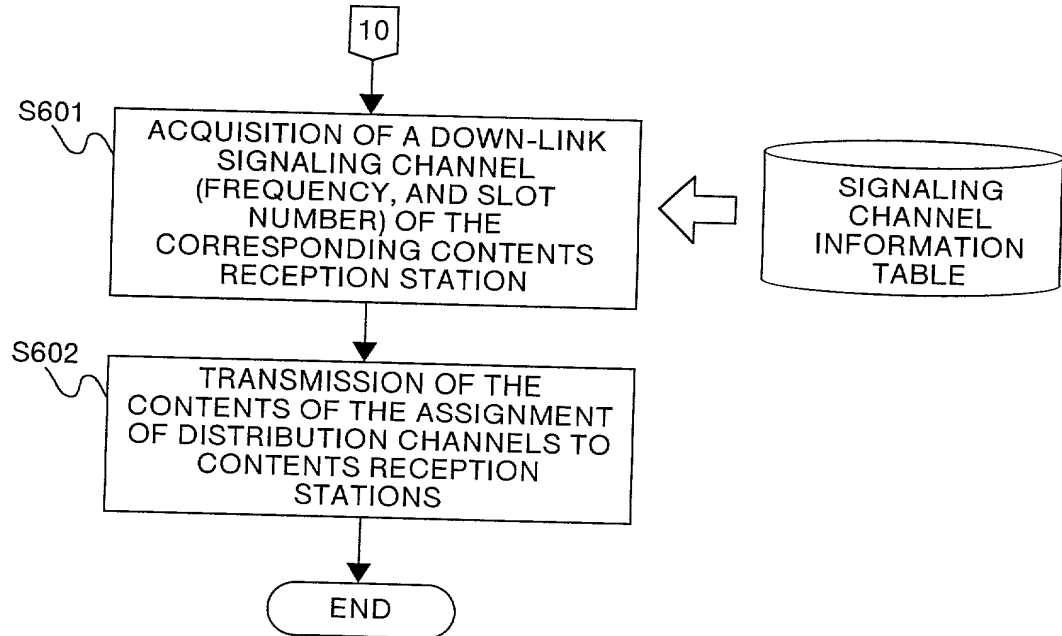 10
S601
ACQUISITION OF A DOWN-LINK
SIGNALING CHANNEL
(FREQUENCY, AND SLOT
NUMBER) OF THE
CORRESPONDING CONTENTS
RECEPTION STATION
SIGNALING
CHANNEL
INFORMATION
TABLE
S602
TRANSMISSION OF THE
CONTENTS OF THE ASSIGNMENT
OF DISTRIBUTION CHANNELS TO
CONTENTS RECEPTION
STATIONS
END